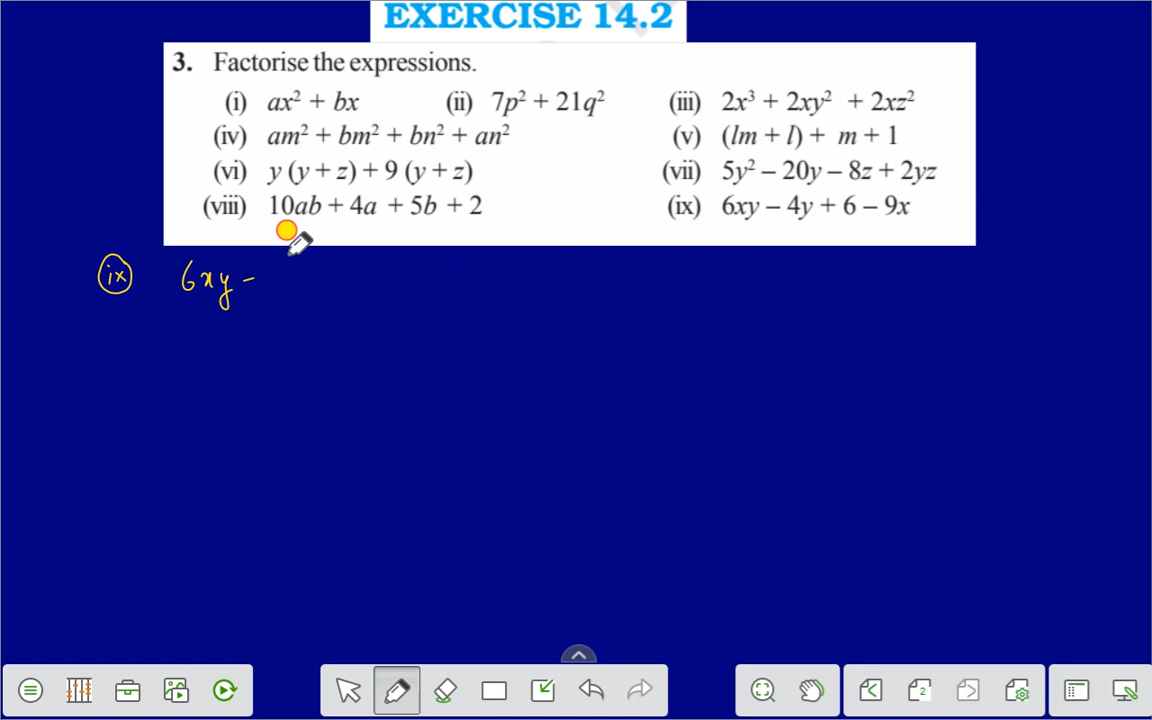 EXERCISE 14.2
3. Factorise the expressions.
(i) ax² + bx (ii) 7p² + 21q² (iii) 2x³ + 2xy² + 2xz²
(iv) am² + bm² + bn² + an² (v) (lm + l) + m + 1
(vi) y (y + z) + 9 (y + z) (vii) 5y² – 20y – 8z + 2yz
(viii) 10ab + 4a + 5b + 2 (ix) 6xy – 4y + 6 – 9x
ix 6xy -
2